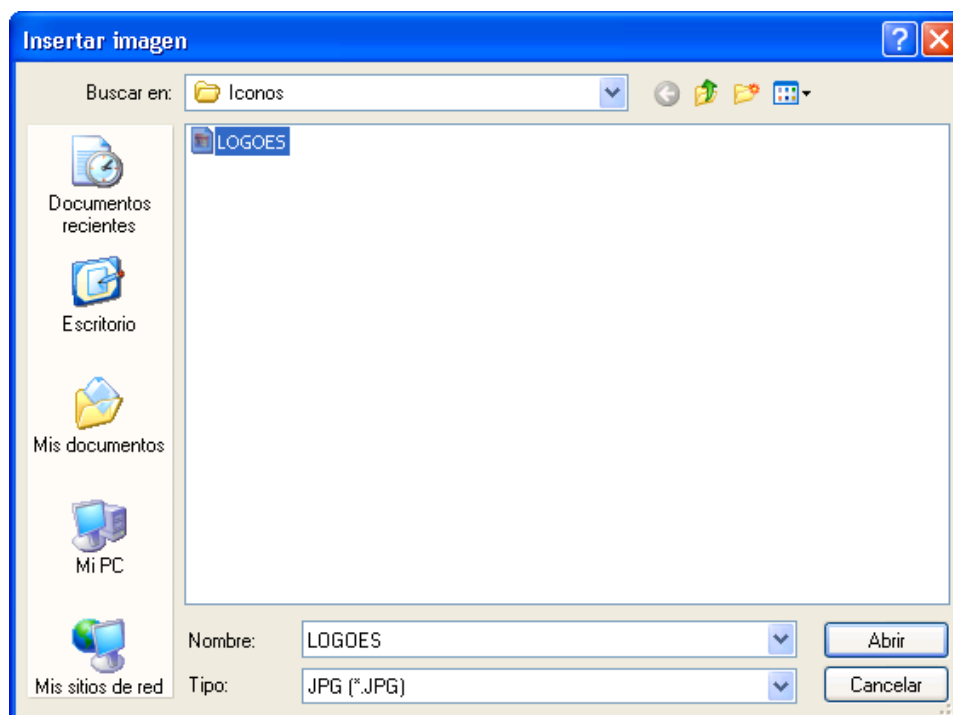 Insertar imagen
Buscar en:
Iconos
LOGOES
Documentos
recientes
Escritorio
Mis documentos
Mi PC
Mis sitios de red
Nombre:
LOGOES
Abrir
Tipo:
JPG (*.JPG)
Cancelar